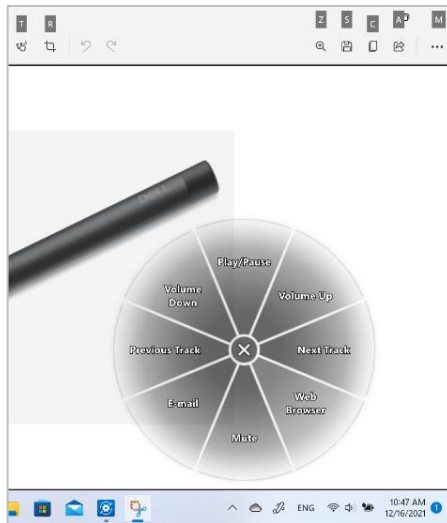 T R Z S C A M
DELL
Play/Pause
Volume Down
Volume Up
Previous Track
Next Track
E-mail
Web Browser
Mute
ENG
10:47 AM
12/16/2021
1